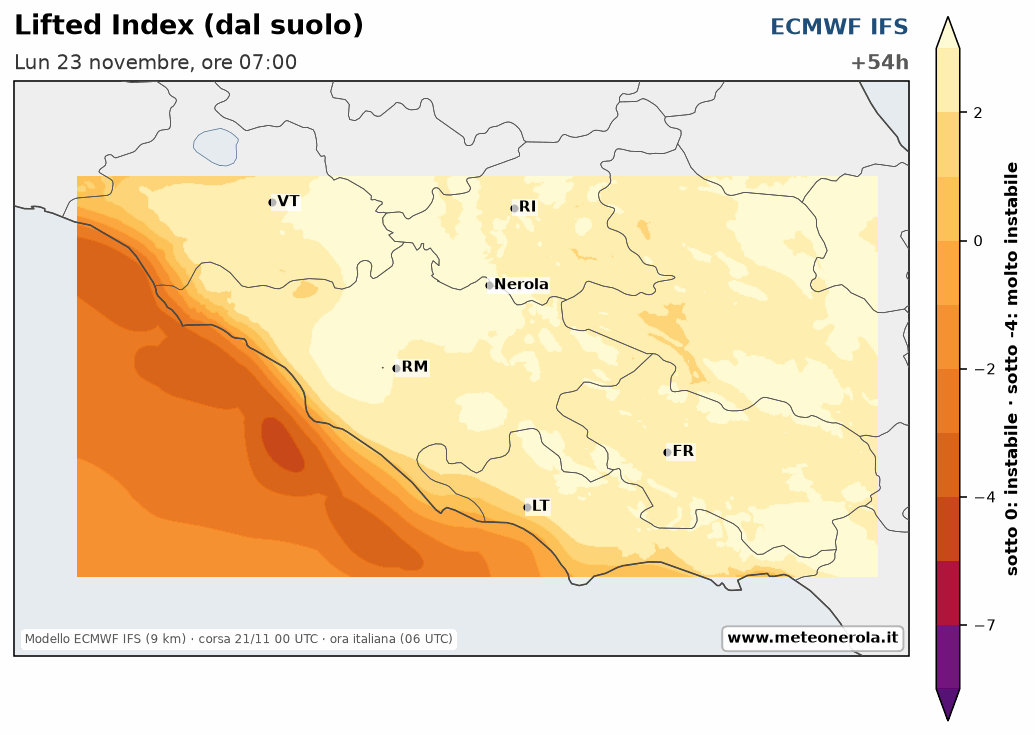 Lifted Index (dal suolo)
ECMWF IFS
Lun 23 novembre, ore 07:00
+54h
VT
RI
Nerola
RM
FR
LT
2
0
−2
−4
−7
sotto 0: instabile · sotto -4: molto instabile
Modello ECMWF IFS (9 km) · corsa 21/11 00 UTC · ora italiana (06 UTC)
www.meteonerola.it